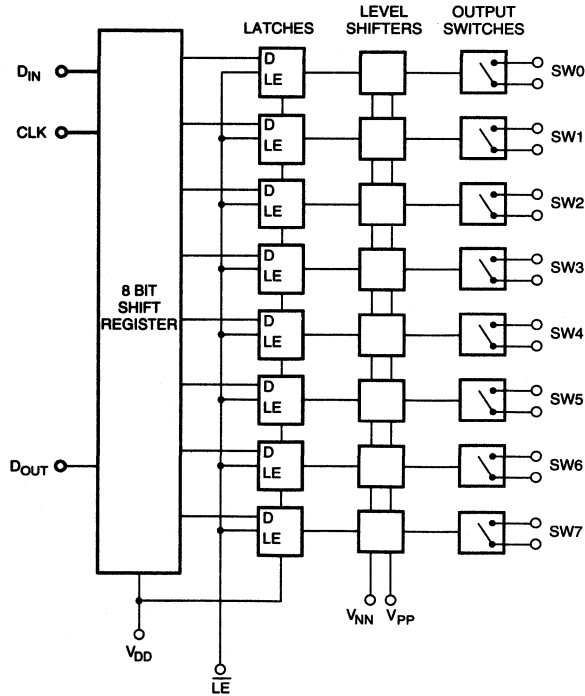 LATCHES
LEVEL
SHIFTERS
OUTPUT
SWITCHES
D_IN
CLK
8 BIT
SHIFT
REGISTER
D_OUT
D
LE
SW0
D
LE
SW1
D
LE
SW2
D
LE
SW3
D
LE
SW4
D
LE
SW5
D
LE
SW6
D
LE
SW7
V_NN
V_PP
V_DD
L̅E̅